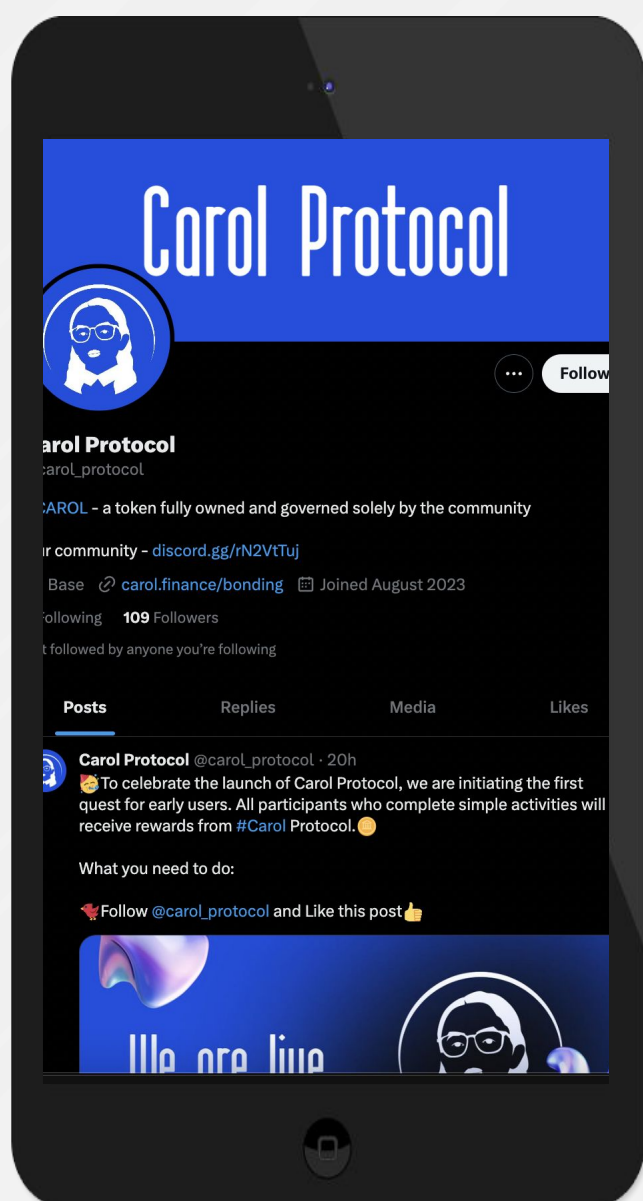 Carol Protocol
...
Follow
arol Protocol
carol_protocol
CAROL - a token fully owned and governed solely by the community
r community - discord.gg/rN2VtTuj
Base carol.finance/bonding Joined August 2023
ollowing 109 Followers
t followed by anyone you're following
Posts Replies Media Likes
Carol Protocol @carol_protocol · 20h
🥳To celebrate the launch of Carol Protocol, we are initiating the first
quest for early users. All participants who complete simple activities will
receive rewards from #Carol Protocol.🪙
What you need to do:
🐦Follow @carol_protocol and Like this post👍
We are live